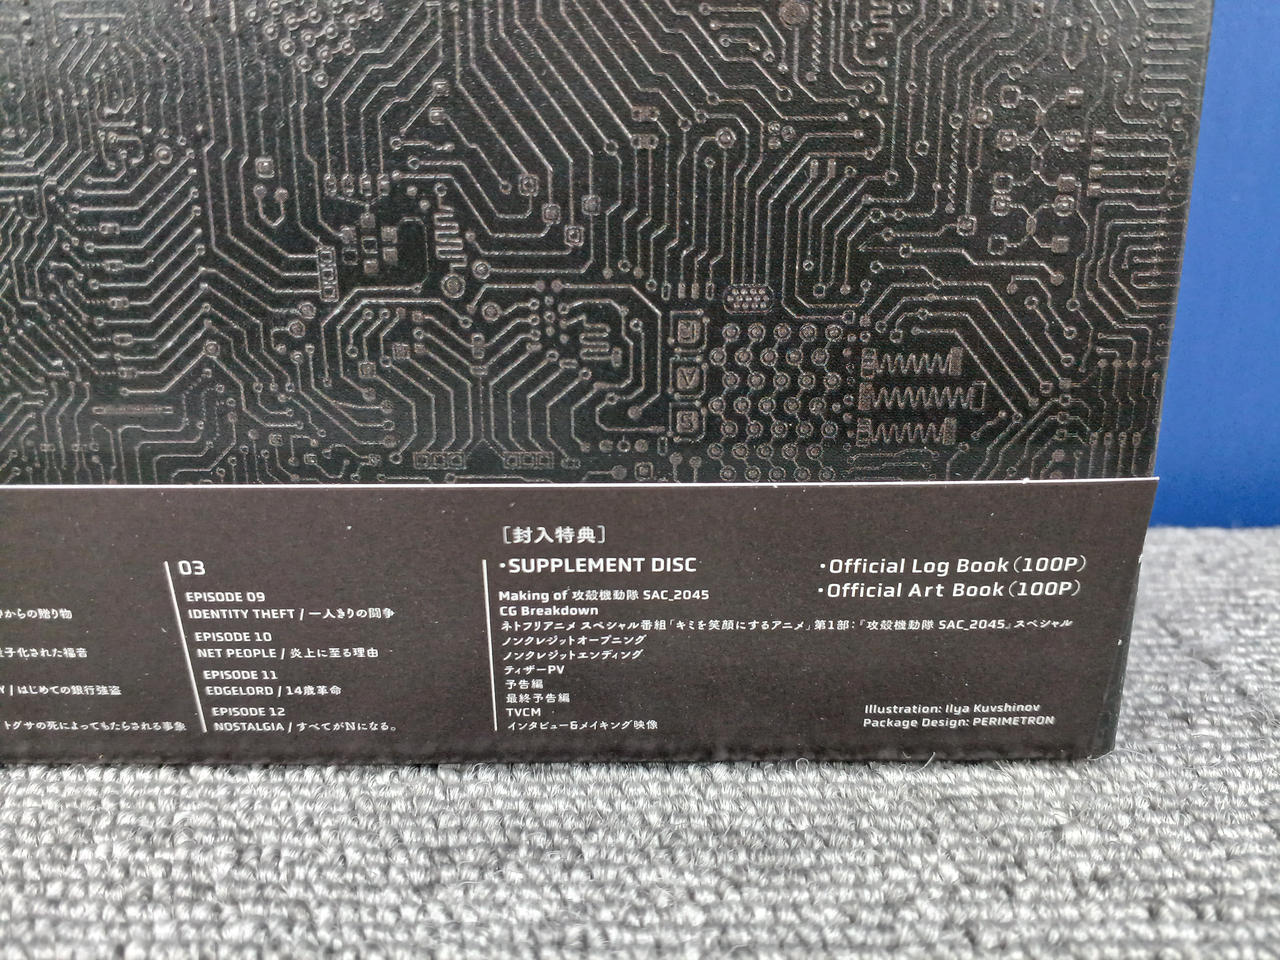 からの贈り物
子化された福音
Y / はじめての銀行強盗
トグサの死によってもたらされる事象
03
EPISODE 09
IDENTITY THEFT / 一人きりの闘争
EPISODE 10
NET PEOPLE / 炎上に至る理由
EPISODE 11
EDGELORD / 14歳革命
EPISODE 12
NOSTALGIA / すべてがNになる。
[封入特典]
・SUPPLEMENT DISC
Making of 攻殻機動隊 SAC_2045
CG Breakdown
ネトフリアニメ スペシャル番組「キミを笑顔にするアニメ」第1部：『攻殻機動隊 SAC_2045』スペシャル
ノンクレジットオープニング
ノンクレジットエンディング
ティザーPV
予告編
最終予告編
TVCM
インタビュー&メイキング映像
・Official Log Book（100P）
・Official Art Book（100P）
Illustration: Ilya Kuvshinov
Package Design: PERIMETRON